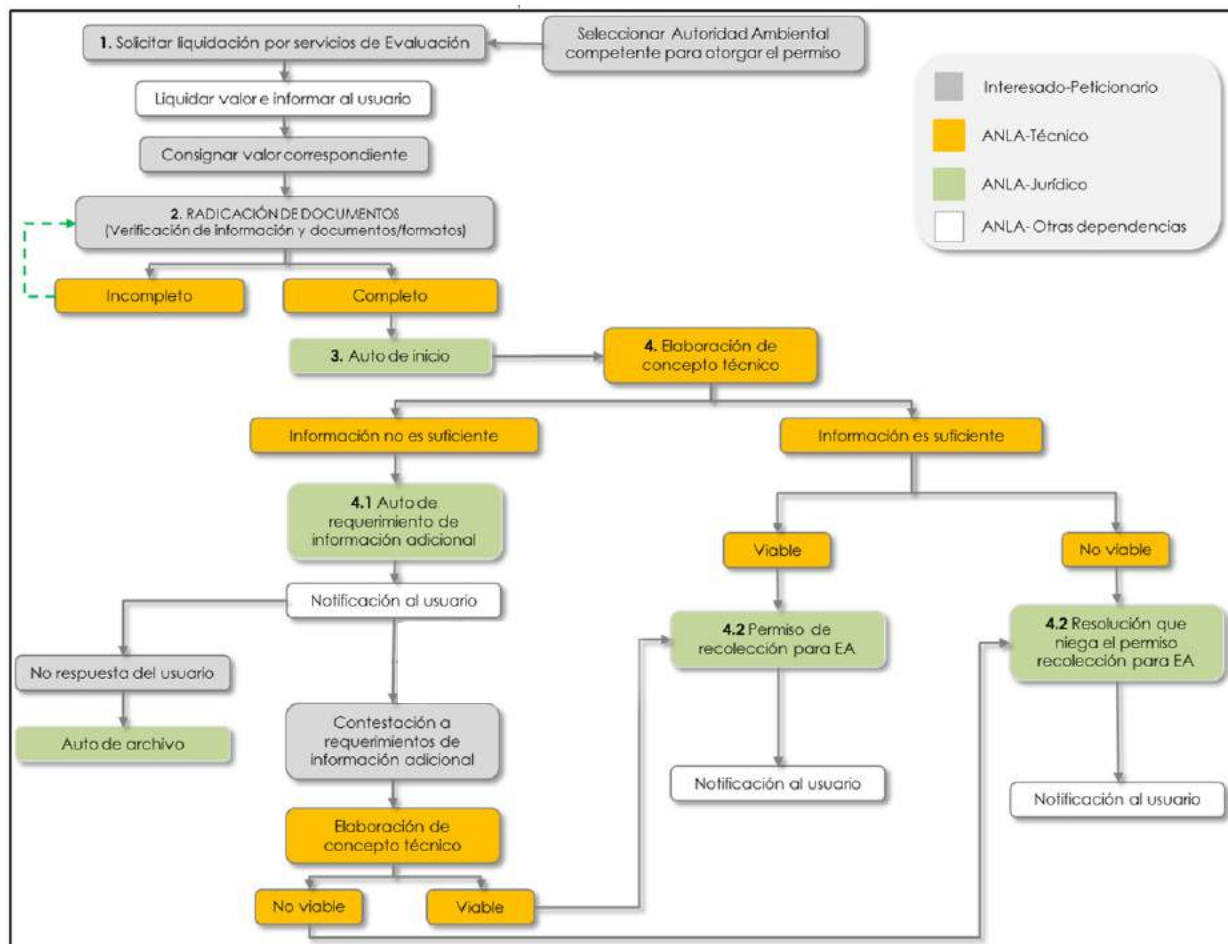 1. Solicitar liquidación por servicios de Evaluación
Seleccionar Autoridad Ambiental
competente para otorgar el permiso
Liquidar valor e informar al usuario
Consignar valor correspondiente
2. RADICACIÓN DE DOCUMENTOS
(Verificación de información y documentos/formatos)
Interesado-Peticionario
ANLA-Técnico
ANLA-Jurídico
ANLA- Otras dependencias
Incompleto
Completo
3. Auto de inicio
4. Elaboración de
concepto técnico
Información no es suficiente
Información es suficiente
4.1 Auto de
requerimiento de
información adicional
Viable
No viable
Notificación al usuario
4.2 Permiso de
recolección para EA
4.2 Resolución que
niega el permiso
recolección para EA
No respuesta del usuario
Auto de archivo
Contestación a
requerimientos de
información adicional
Notificación al usuario
Notificación al usuario
Elaboración de
concepto técnico
No viable
Viable